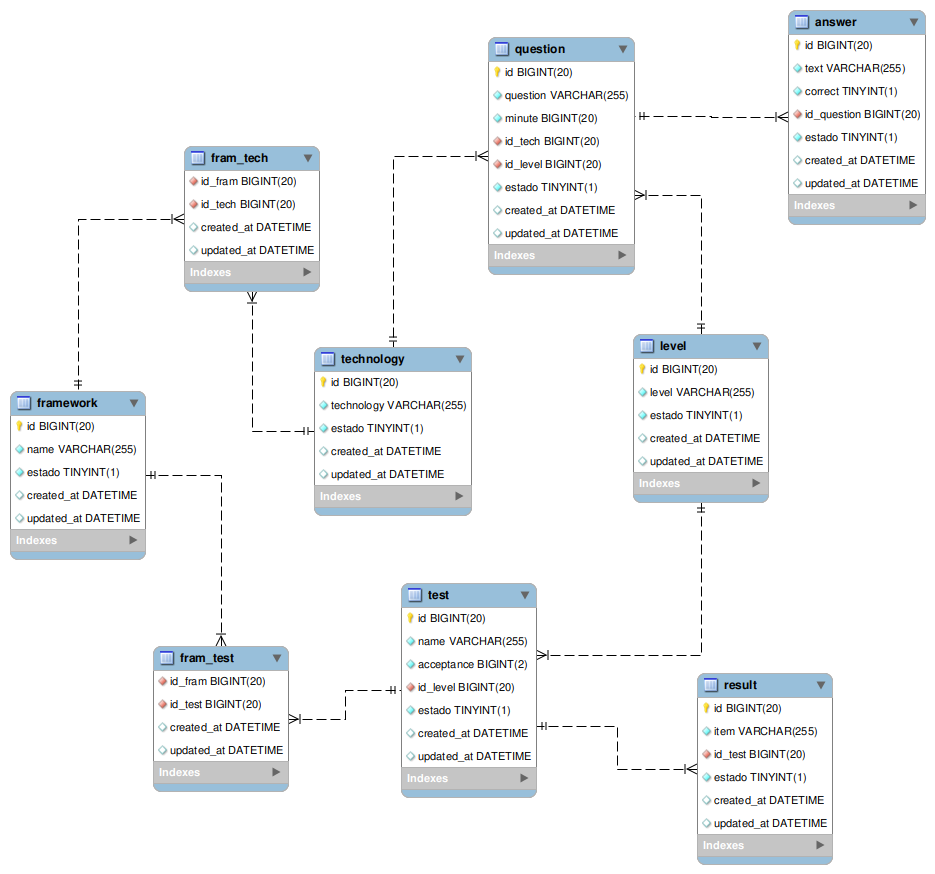 answer
id BIGINT(20)
text VARCHAR(255)
correct TINYINT(1)
id_question BIGINT(20)
estado TINYINT(1)
created_at DATETIME
updated_at DATETIME
Indexes
question
id BIGINT(20)
question VARCHAR(255)
minute BIGINT(20)
id_tech BIGINT(20)
id_level BIGINT(20)
estado TINYINT(1)
created_at DATETIME
updated_at DATETIME
Indexes
fram_tech
id_fram BIGINT(20)
id_tech BIGINT(20)
created_at DATETIME
updated_at DATETIME
Indexes
technology
id BIGINT(20)
technology VARCHAR(255)
estado TINYINT(1)
created_at DATETIME
updated_at DATETIME
Indexes
level
id BIGINT(20)
level VARCHAR(255)
estado TINYINT(1)
created_at DATETIME
updated_at DATETIME
Indexes
framework
id BIGINT(20)
name VARCHAR(255)
estado TINYINT(1)
created_at DATETIME
updated_at DATETIME
Indexes
test
id BIGINT(20)
name VARCHAR(255)
acceptance BIGINT(2)
id_level BIGINT(20)
estado TINYINT(1)
created_at DATETIME
updated_at DATETIME
Indexes
fram_test
id_fram BIGINT(20)
id_test BIGINT(20)
created_at DATETIME
updated_at DATETIME
Indexes
result
id BIGINT(20)
item VARCHAR(255)
id_test BIGINT(20)
estado TINYINT(1)
created_at DATETIME
updated_at DATETIME
Indexes